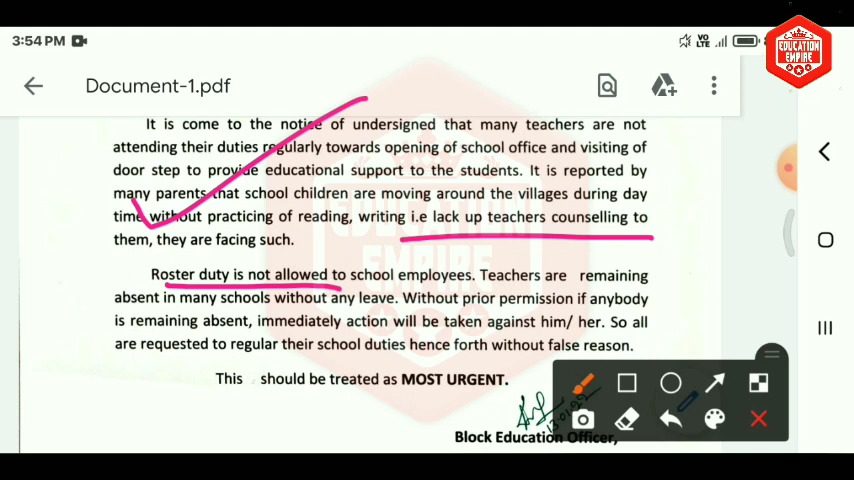 3:54 PM
VO
LTE
EDUCATION
EMPIRE
Document-1.pdf
It is come to the notice of undersigned that many teachers are not
attending their duties regularly towards opening of school office and visiting of
door step to provide educational support to the students. It is reported by
many parents that school children are moving around the villages during day
time without practicing of reading, writing i.e lack up teachers counselling to
them, they are facing such.
Roster duty is not allowed to school employees. Teachers are remaining
absent in many schools without any leave. Without prior permission if anybody
is remaining absent, immediately action will be taken against him/ her. So all
are requested to regular their school duties hence forth without false reason.
This should be treated as MOST URGENT.
Block Education Officer,